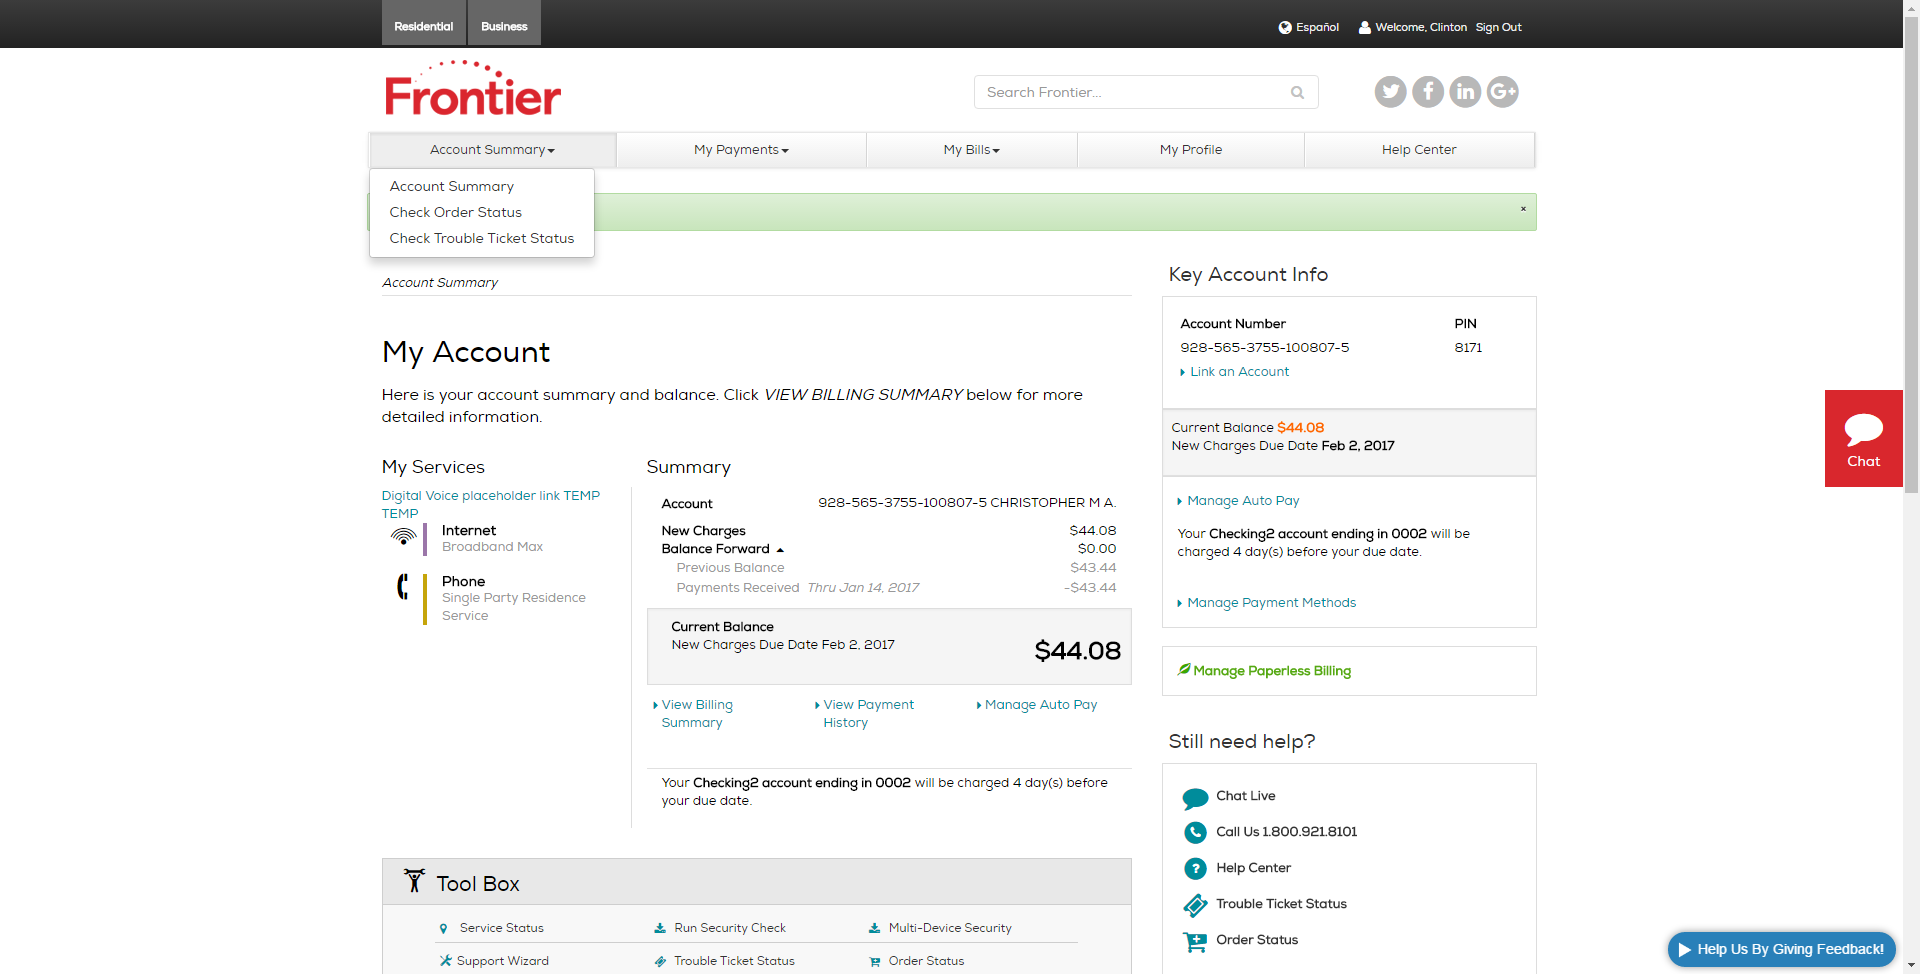 Residential
Business
Español
Welcome, Clinton
Sign Out
Frontier
Search Frontier...
Account Summary
My Payments
My Bills
My Profile
Help Center
Account Summary
Check Order Status
Check Trouble Ticket Status
×
Account Summary
My Account
Here is your account summary and balance. Click VIEW BILLING SUMMARY below for more
detailed information.
My Services
Digital Voice placeholder link TEMP
TEMP
Internet
Broadband Max
Phone
Single Party Residence
Service
Summary
Account 928-565-3755-100807-5 CHRISTOPHER M A.
New Charges $44.08
Balance Forward $0.00
Previous Balance $43.44
Payments Received Thru Jan 14, 2017 -$43.44
Current Balance
New Charges Due Date Feb 2, 2017
$44.08
View Billing
Summary
View Payment
History
Manage Auto Pay
Your Checking2 account ending in 0002 will be charged 4 day(s) before
your due date.
Tool Box
Service Status
Run Security Check
Multi-Device Security
Support Wizard
Trouble Ticket Status
Order Status
Key Account Info
Account Number PIN
928-565-3755-100807-5 8171
Link an Account
Current Balance $44.08
New Charges Due Date Feb 2, 2017
Manage Auto Pay
Your Checking2 account ending in 0002 will be
charged 4 day(s) before your due date.
Manage Payment Methods
Manage Paperless Billing
Still need help?
Chat Live
Call Us 1.800.921.8101
Help Center
Trouble Ticket Status
Order Status
Chat
Help Us By Giving Feedback!